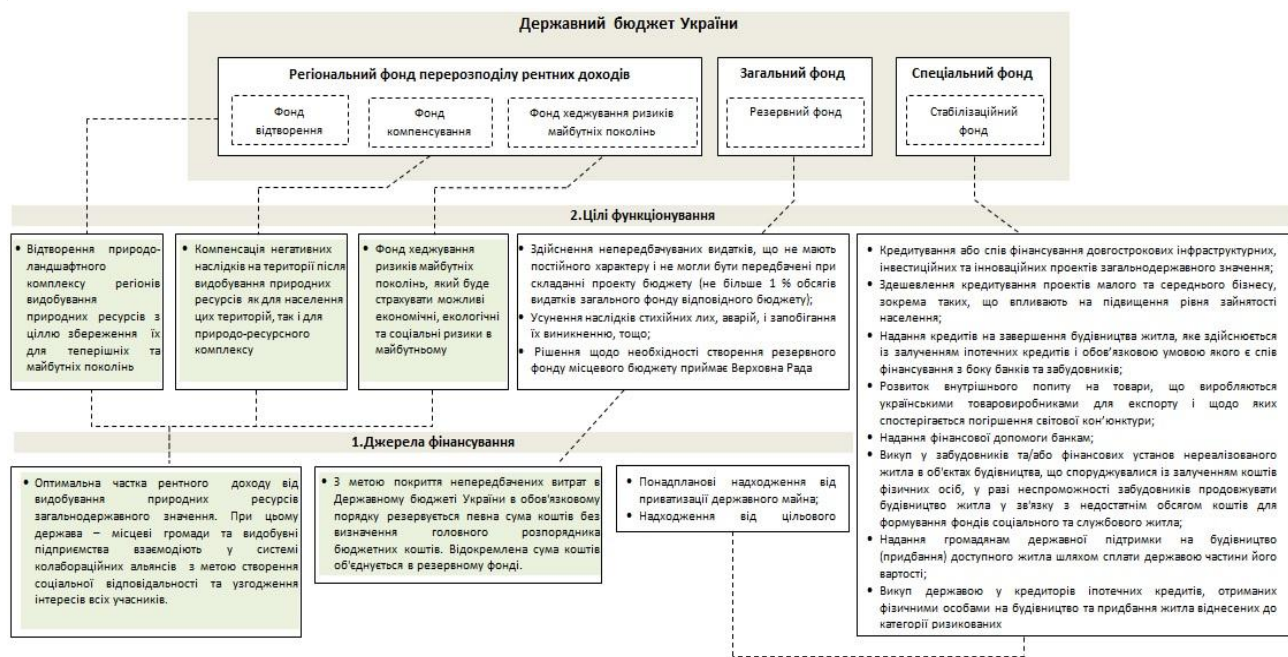 Державний бюджет України
Регіональний фонд перерозподілу рентних доходів
Фонд
відтворення
Фонд
компенсування
Фонд хеджування ризиків
майбутніх поколінь
Загальний фонд
Резервний фонд
Спеціальний фонд
Стабілізаційний
фонд
2.Цілі функціонування
• Відтворення природо-
ландшафтного
комплексу регіонів
видобування
природних ресурсів з
ціллю збереження їх
для теперішніх та
майбутніх поколінь
• Компенсація негативних
наслідків на території після
видобування природних
ресурсів як для населення
цих територій, так і для
природо-ресурсного
комплексу
• Фонд хеджування
ризиків майбутніх
поколінь, який буде
страхувати можливі
економічні, екологічні
та соціальні ризики в
майбутньому
• Здійснення непередбачуваних видатків, що не мають
постійного характеру і не могли бути передбачені при
складанні проекту бюджету (не більше 1 % обсягів
видатків загального фонду відповідного бюджету);
• Усунення наслідків стихійних лих, аварій, і запобігання
їх виникненню, тощо;
• Рішення щодо необхідності створення резервного
фонду місцевого бюджету приймає Верховна Рада
• Кредитування або спів фінансування довгострокових інфраструктурних,
інвестиційних та інноваційних проектів загальнодержавного значення;
• Здешевлення кредитування проектів малого та середнього бізнесу,
зокрема таких, що впливають на підвищення рівня зайнятості
населення;
• Надання кредитів на завершення будівництва житла, яке здійснюється
із залученням іпотечних кредитів і обов’язковою умовою якого є спів
фінансування з боку банків та забудовників;
• Розвиток внутрішнього попиту на товари, що виробляються
українськими товаровиробниками для експорту і щодо яких
спостерігається погіршення світової кон’юнктури;
• Надання фінансової допомоги банкам;
• Викуп у забудовників та/або фінансових установ нереалізованого
житла в об'єктах будівництва, що споруджувалися із залученням коштів
фізичних осіб, у разі неспроможності забудовників продовжувати
будівництво житла у зв'язку з недостатнім обсягом коштів для
формування фондів соціального та службового житла;
• Надання громадянам державної підтримки на будівництво
(придбання) доступного житла шляхом сплати державою частини його
вартості;
• Викуп державою у кредиторів іпотечних кредитів, отриманих
фізичними особами на будівництво та придбання житла віднесених до
категорії ризикованих
1.Джерела фінансування
• Оптимальна частка рентного доходу від
видобування природних ресурсів
загальнодержавного значення. При цьому
держава – місцеві громади та видобувні
підприємства взаємодіють у системі
колабораційних альянсів з метою створення
соціальної відповідальності та узгодження
інтересів всіх учасників.
• З метою покриття непередбачених витрат в
Державному бюджеті України в обов'язковому
порядку резервується певна сума коштів без
визначення головного розпорядника
бюджетних коштів. Відокремлена сума коштів
об'єднується в резервному фонді.
• Понадпланові надходження від
приватизації державного майна;
• Надходження від цільового